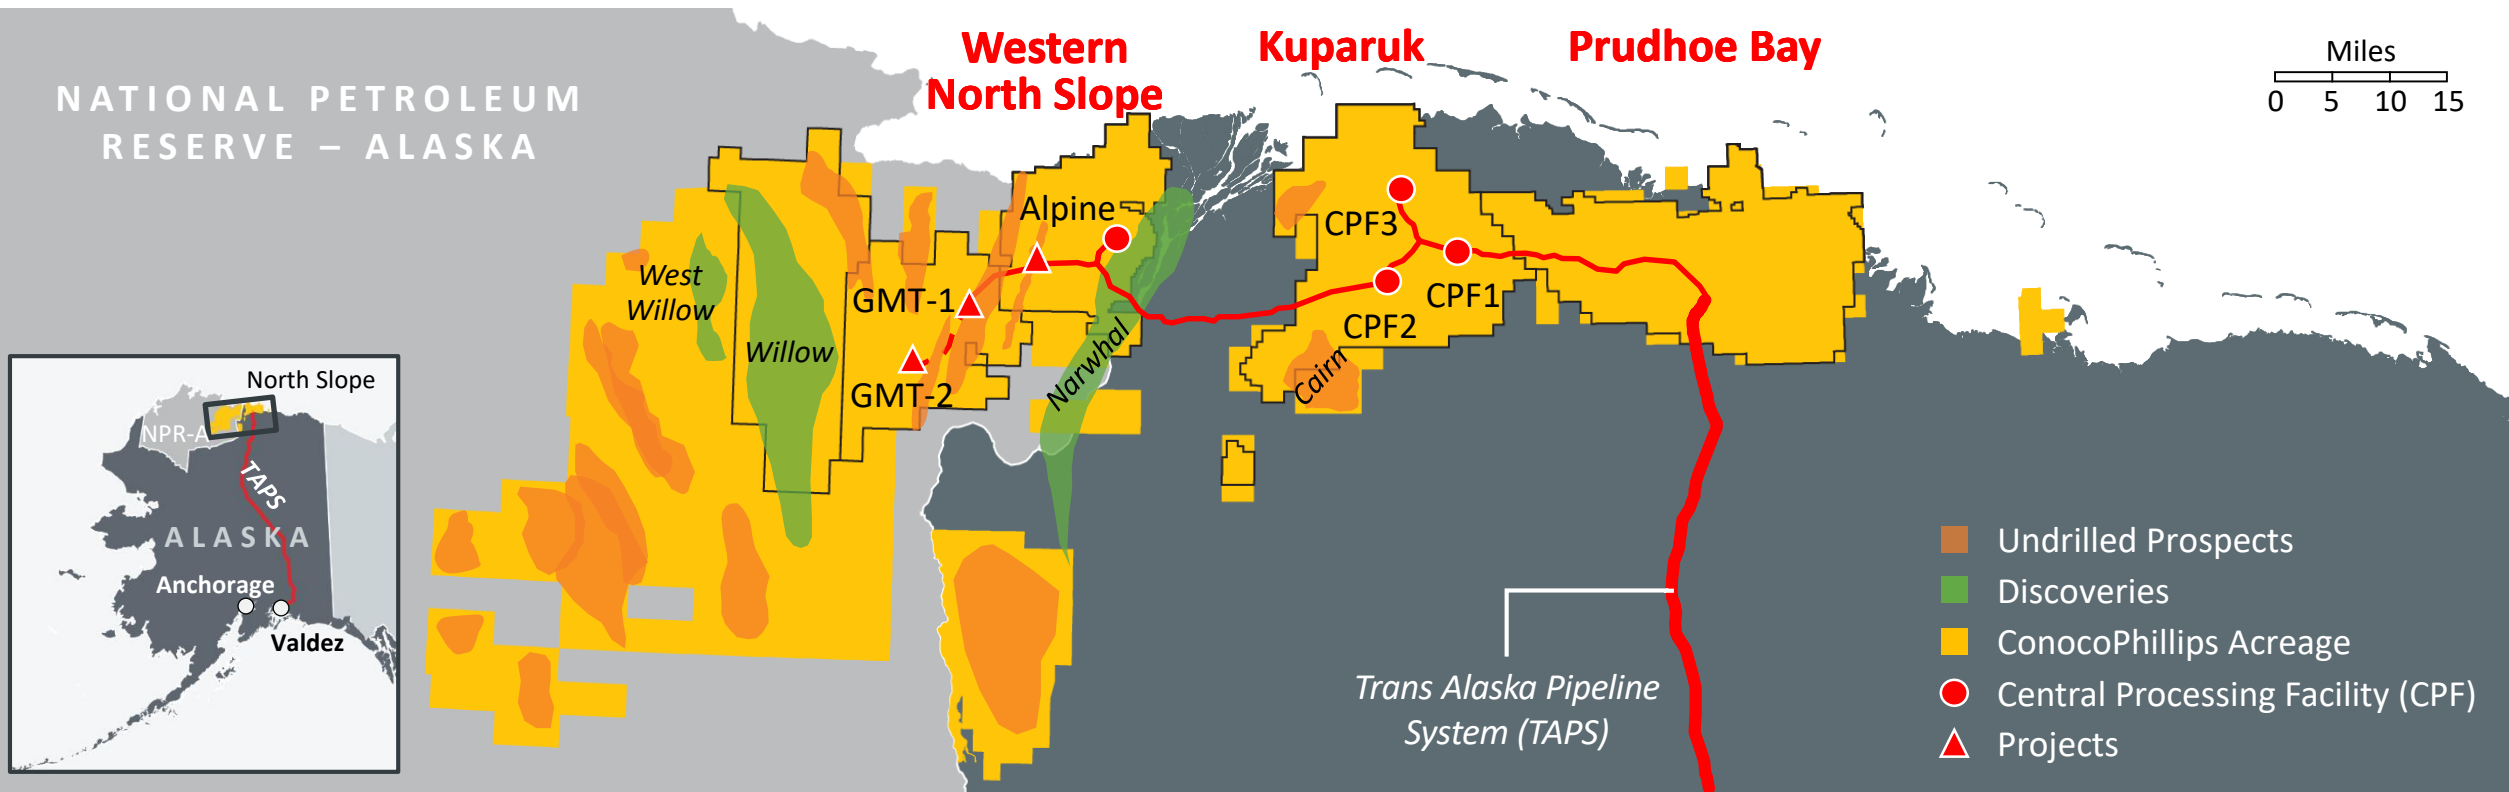 Western
North Slope
Kuparuk
Prudhoe Bay
Miles
0 5 10 15
NATIONAL PETROLEUM
RESERVE – ALASKA
Alpine
CPF3
CPF1
CPF2
West
Willow
Willow
GMT-1
GMT-2
Narwhal
Cairn
North Slope
NPR-A
TAPS
ALASKA
Anchorage
Valdez
Trans Alaska Pipeline
System (TAPS)
Undrilled Prospects
Discoveries
ConocoPhillips Acreage
Central Processing Facility (CPF)
Projects